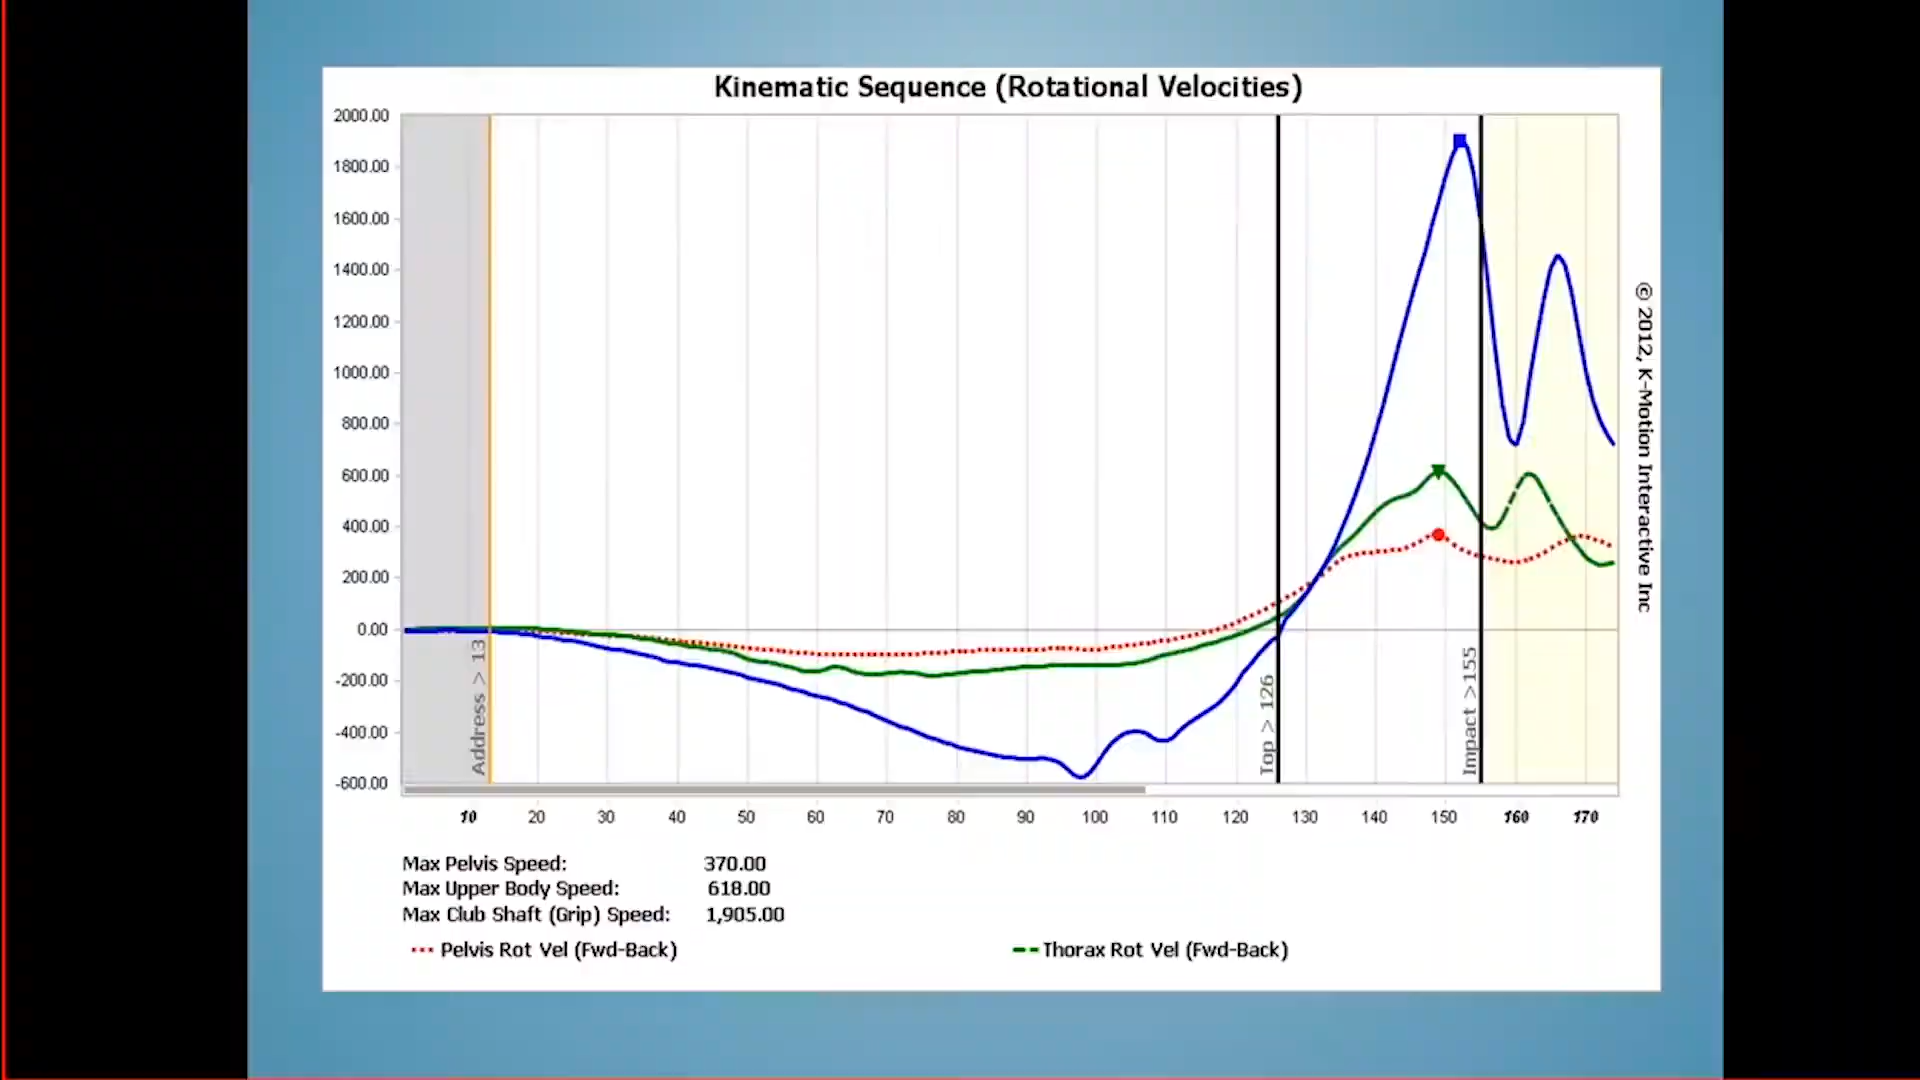 Kinematic Sequence (Rotational Velocities)
2000.00
1800.00
1600.00
1400.00
1200.00
1000.00
800.00
600.00
400.00
200.00
0.00
-200.00
-400.00
-600.00
Address > 13
Top > 126
Impact >155
© 2012, K-Motion Interactive Inc
10 20 30 40 50 60 70 80 90 100 110 120 130 140 150 160 170
Max Pelvis Speed: 370.00
Max Upper Body Speed: 618.00
Max Club Shaft (Grip) Speed: 1,905.00
Pelvis Rot Vel (Fwd-Back) Thorax Rot Vel (Fwd-Back)